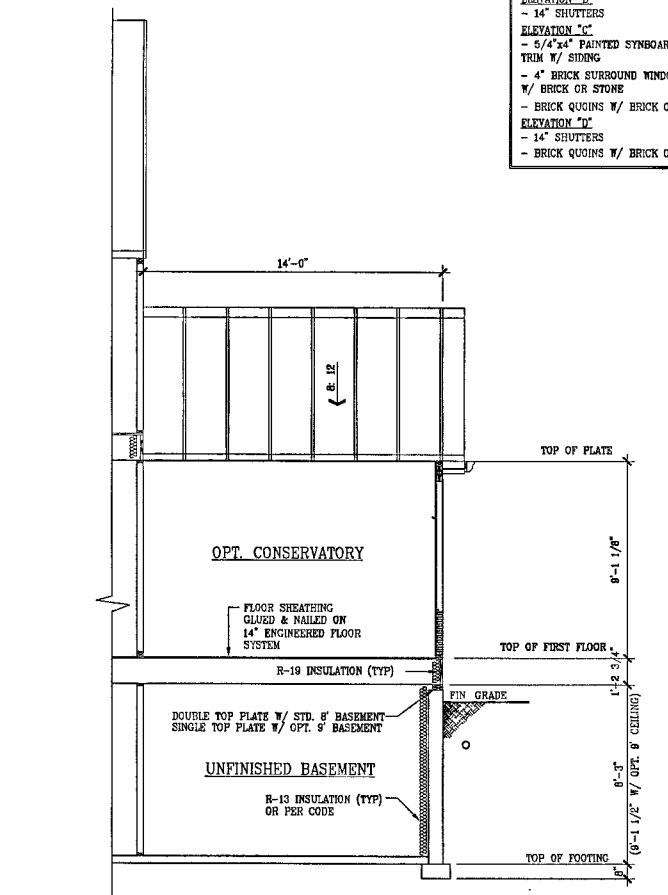 - 14" SHUTTERS
ELEVATION "C"
- 5/4"x4" PAINTED SYNBOAR
TRIM W/ SIDING
- 4" BRICK SURROUND WIND
W/ BRICK OR STONE
- BRICK QUOINS W/ BRICK O
ELEVATION "D"
- 14" SHUTTERS
- BRICK QUOINS W/ BRICK O
14'-0"
8: 12
TOP OF PLATE
OPT. CONSERVATORY
9'-1 1/8"
FLOOR SHEATHING
GLUED & NAILED ON
14" ENGINEERED FLOOR
SYSTEM
TOP OF FIRST FLOOR
R-19 INSULATION (TYP)
1'-2 3/4"
FIN GRADE
DOUBLE TOP PLATE W/ STD. 8' BASEMENT
SINGLE TOP PLATE W/ OPT. 9' BASEMENT
UNFINISHED BASEMENT
8'-3"
(9'-1 1/2" W/ OPT. 9' CEILING)
R-13 INSULATION (TYP)
OR PER CODE
TOP OF FOOTING
8"